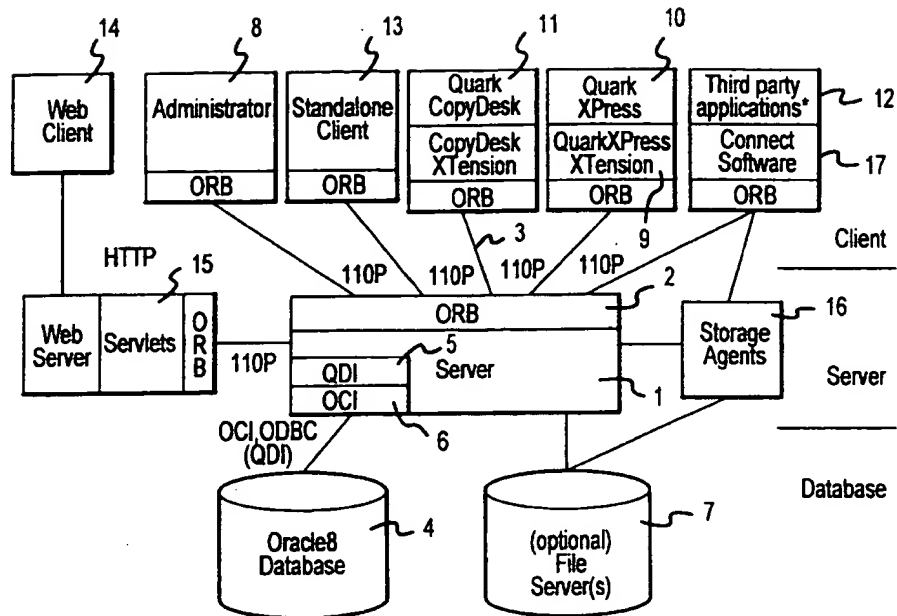 14
8
13
11
10
Web
Client
Administrator
Standalone
Client
Quark
CopyDesk
Quark
XPress
Third party
applications*
12
CopyDesk
XTension
QuarkXPress
XTension
Connect
Software
17
ORB
ORB
ORB
ORB
ORB
3
9
Client
HTTP
15
110P
110P
110P
110P
2
ORB
16
Web
Server
Servlets
ORB
110P
5
Server
Storage
Agents
QDI
OCI
1
Server
6
OCI,ODBC
(QDI)
Database
4
7
Oracle8
Database
(optional)
File
Server(s)